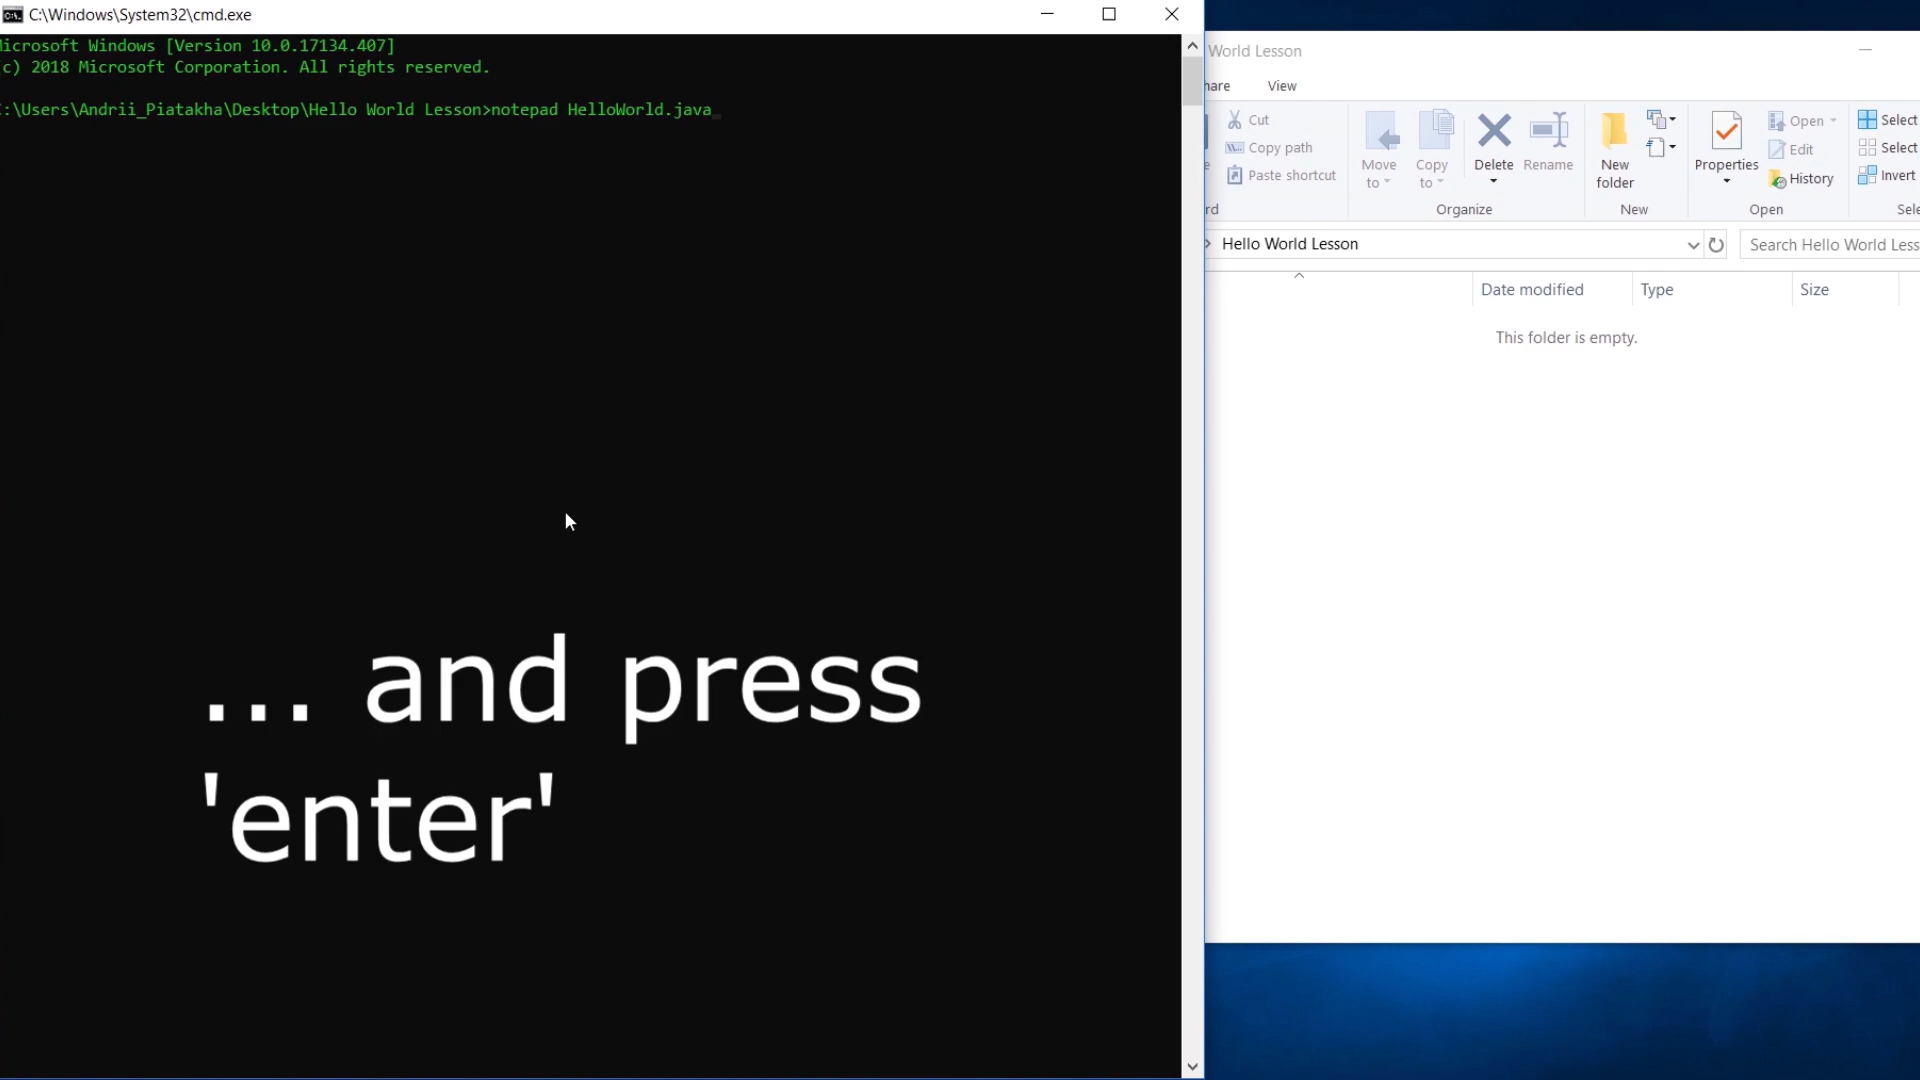 C:\Windows\System32\cmd.exe
icrosoft Windows [Version 10.0.17134.407]
c) 2018 Microsoft Corporation. All rights reserved.
:\Users\Andrii_Piatakha\Desktop\Hello World Lesson>notepad HelloWorld.java
... and press
'enter'
World Lesson
hare View
Cut
Copy path
Paste shortcut
Move to
Copy to
Delete
Rename
New folder
Properties
Open
Edit
History
Select
Select
Invert
rd Organize New Open Sele
Hello World Lesson
Search Hello World Less
Date modified Type Size
This folder is empty.